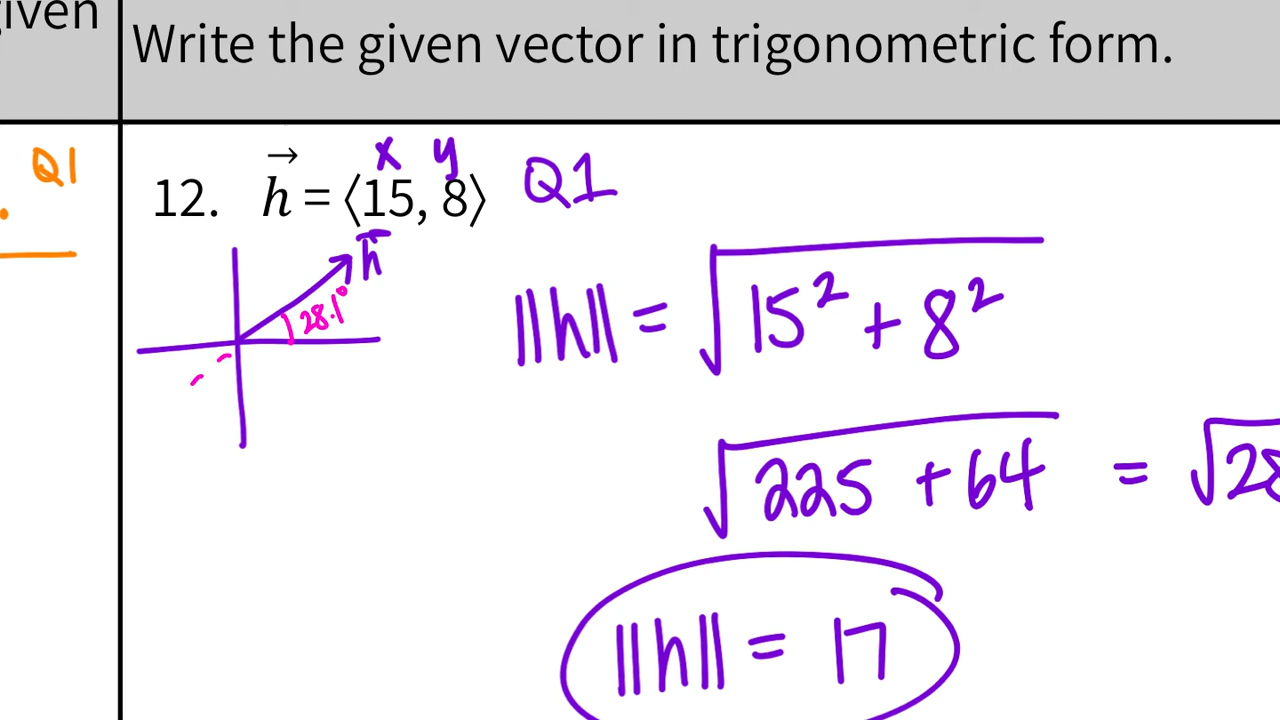 given
Write the given vector in trigonometric form.
Q1
x y
12. h⃗ = ⟨15, 8⟩ Q1
h⃗
28.1°
||h|| = √15² + 8²
√225 + 64 = √28
||h|| = 17